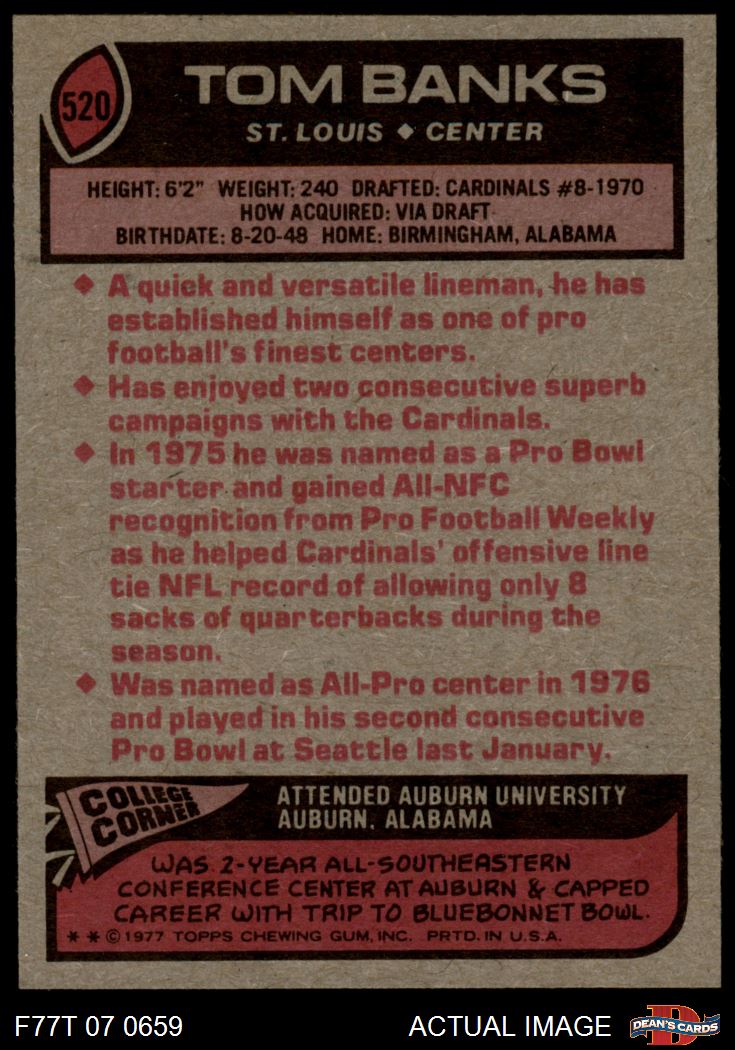 520
TOM BANKS
ST. LOUIS ◆ CENTER
HEIGHT: 6'2" WEIGHT: 240 DRAFTED: CARDINALS #8-1970
HOW ACQUIRED: VIA DRAFT
BIRTHDATE: 8-20-48 HOME: BIRMINGHAM, ALABAMA
◆ A quick and versatile lineman, he has
established himself as one of pro
football's finest centers.
◆ Has enjoyed two consecutive superb
campaigns with the Cardinals.
◆ In 1975 he was named as a Pro Bowl
starter and gained All-NFC
recognition from Pro Football Weekly
as he helped Cardinals' offensive line
tie NFL record of allowing only 8
sacks of quarterbacks during the
season.
◆ Was named as All-Pro center in 1976
and played in his second consecutive
Pro Bowl at Seattle last January.
COLLEGE
CORNER
ATTENDED AUBURN UNIVERSITY
AUBURN, ALABAMA
WAS 2-YEAR ALL-SOUTHEASTERN
CONFERENCE CENTER AT AUBURN & CAPPED
CAREER WITH TRIP TO BLUEBONNET BOWL.
* * © 1977 TOPPS CHEWING GUM, INC. PRTD. IN U.S.A.
F77T 07 0659
ACTUAL IMAGE
D
DEAN'S CARDS